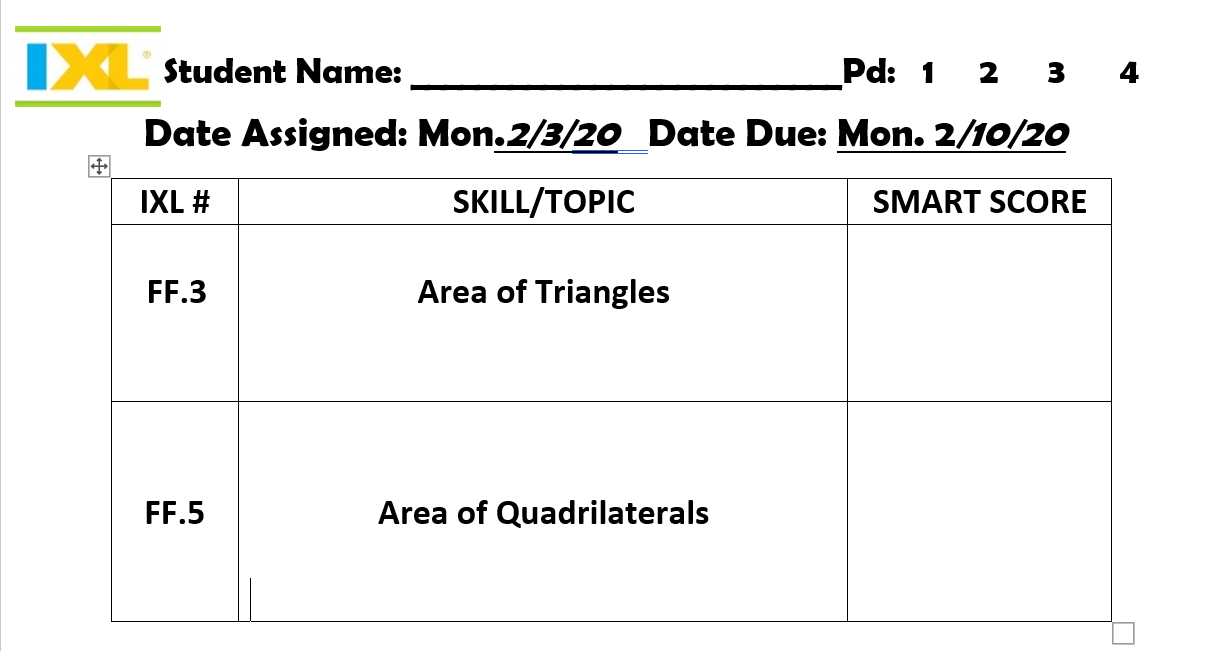 IXL® Student Name: ___________________________Pd: 1 2 3 4
Date Assigned: Mon.2/3/20 Date Due: Mon. 2/10/20
IXL # SKILL/TOPIC SMART SCORE
FF.3 Area of Triangles
FF.5 Area of Quadrilaterals